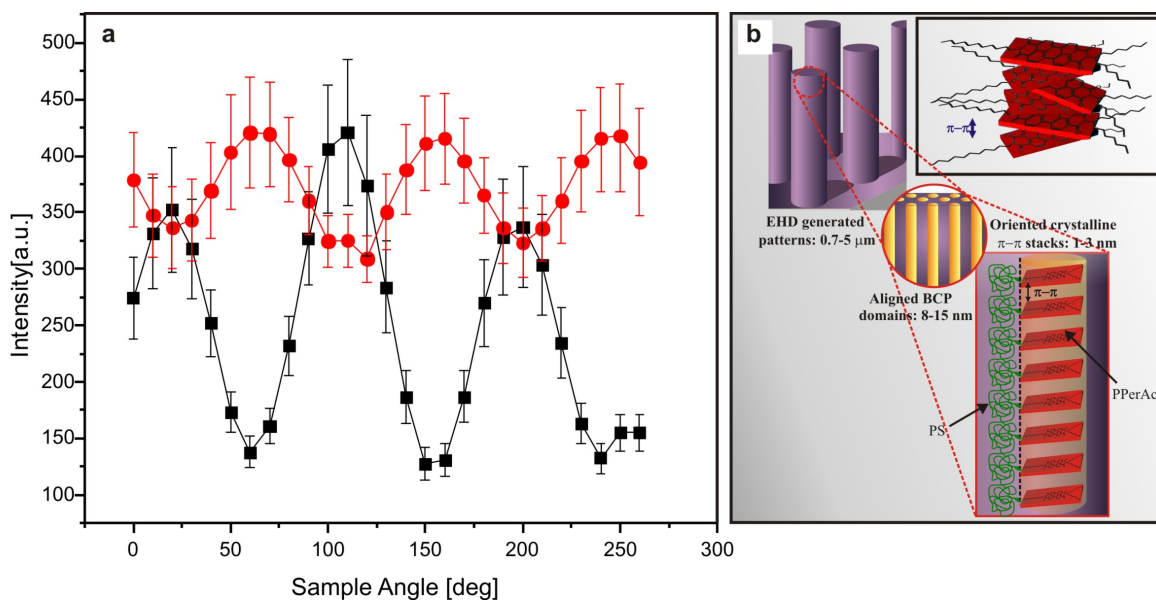 a
500
450
400
350
300
250
200
150
100
Intensity[a.u.]
0
50
100
150
200
250
300
Sample Angle [deg]
b
π-π
EHD generated
patterns: 0.7-5 μm
Oriented crystalline
π-π stacks: 1-3 nm
Aligned BCP
domains: 8-15 nm
π-π
PPerAcr
PS